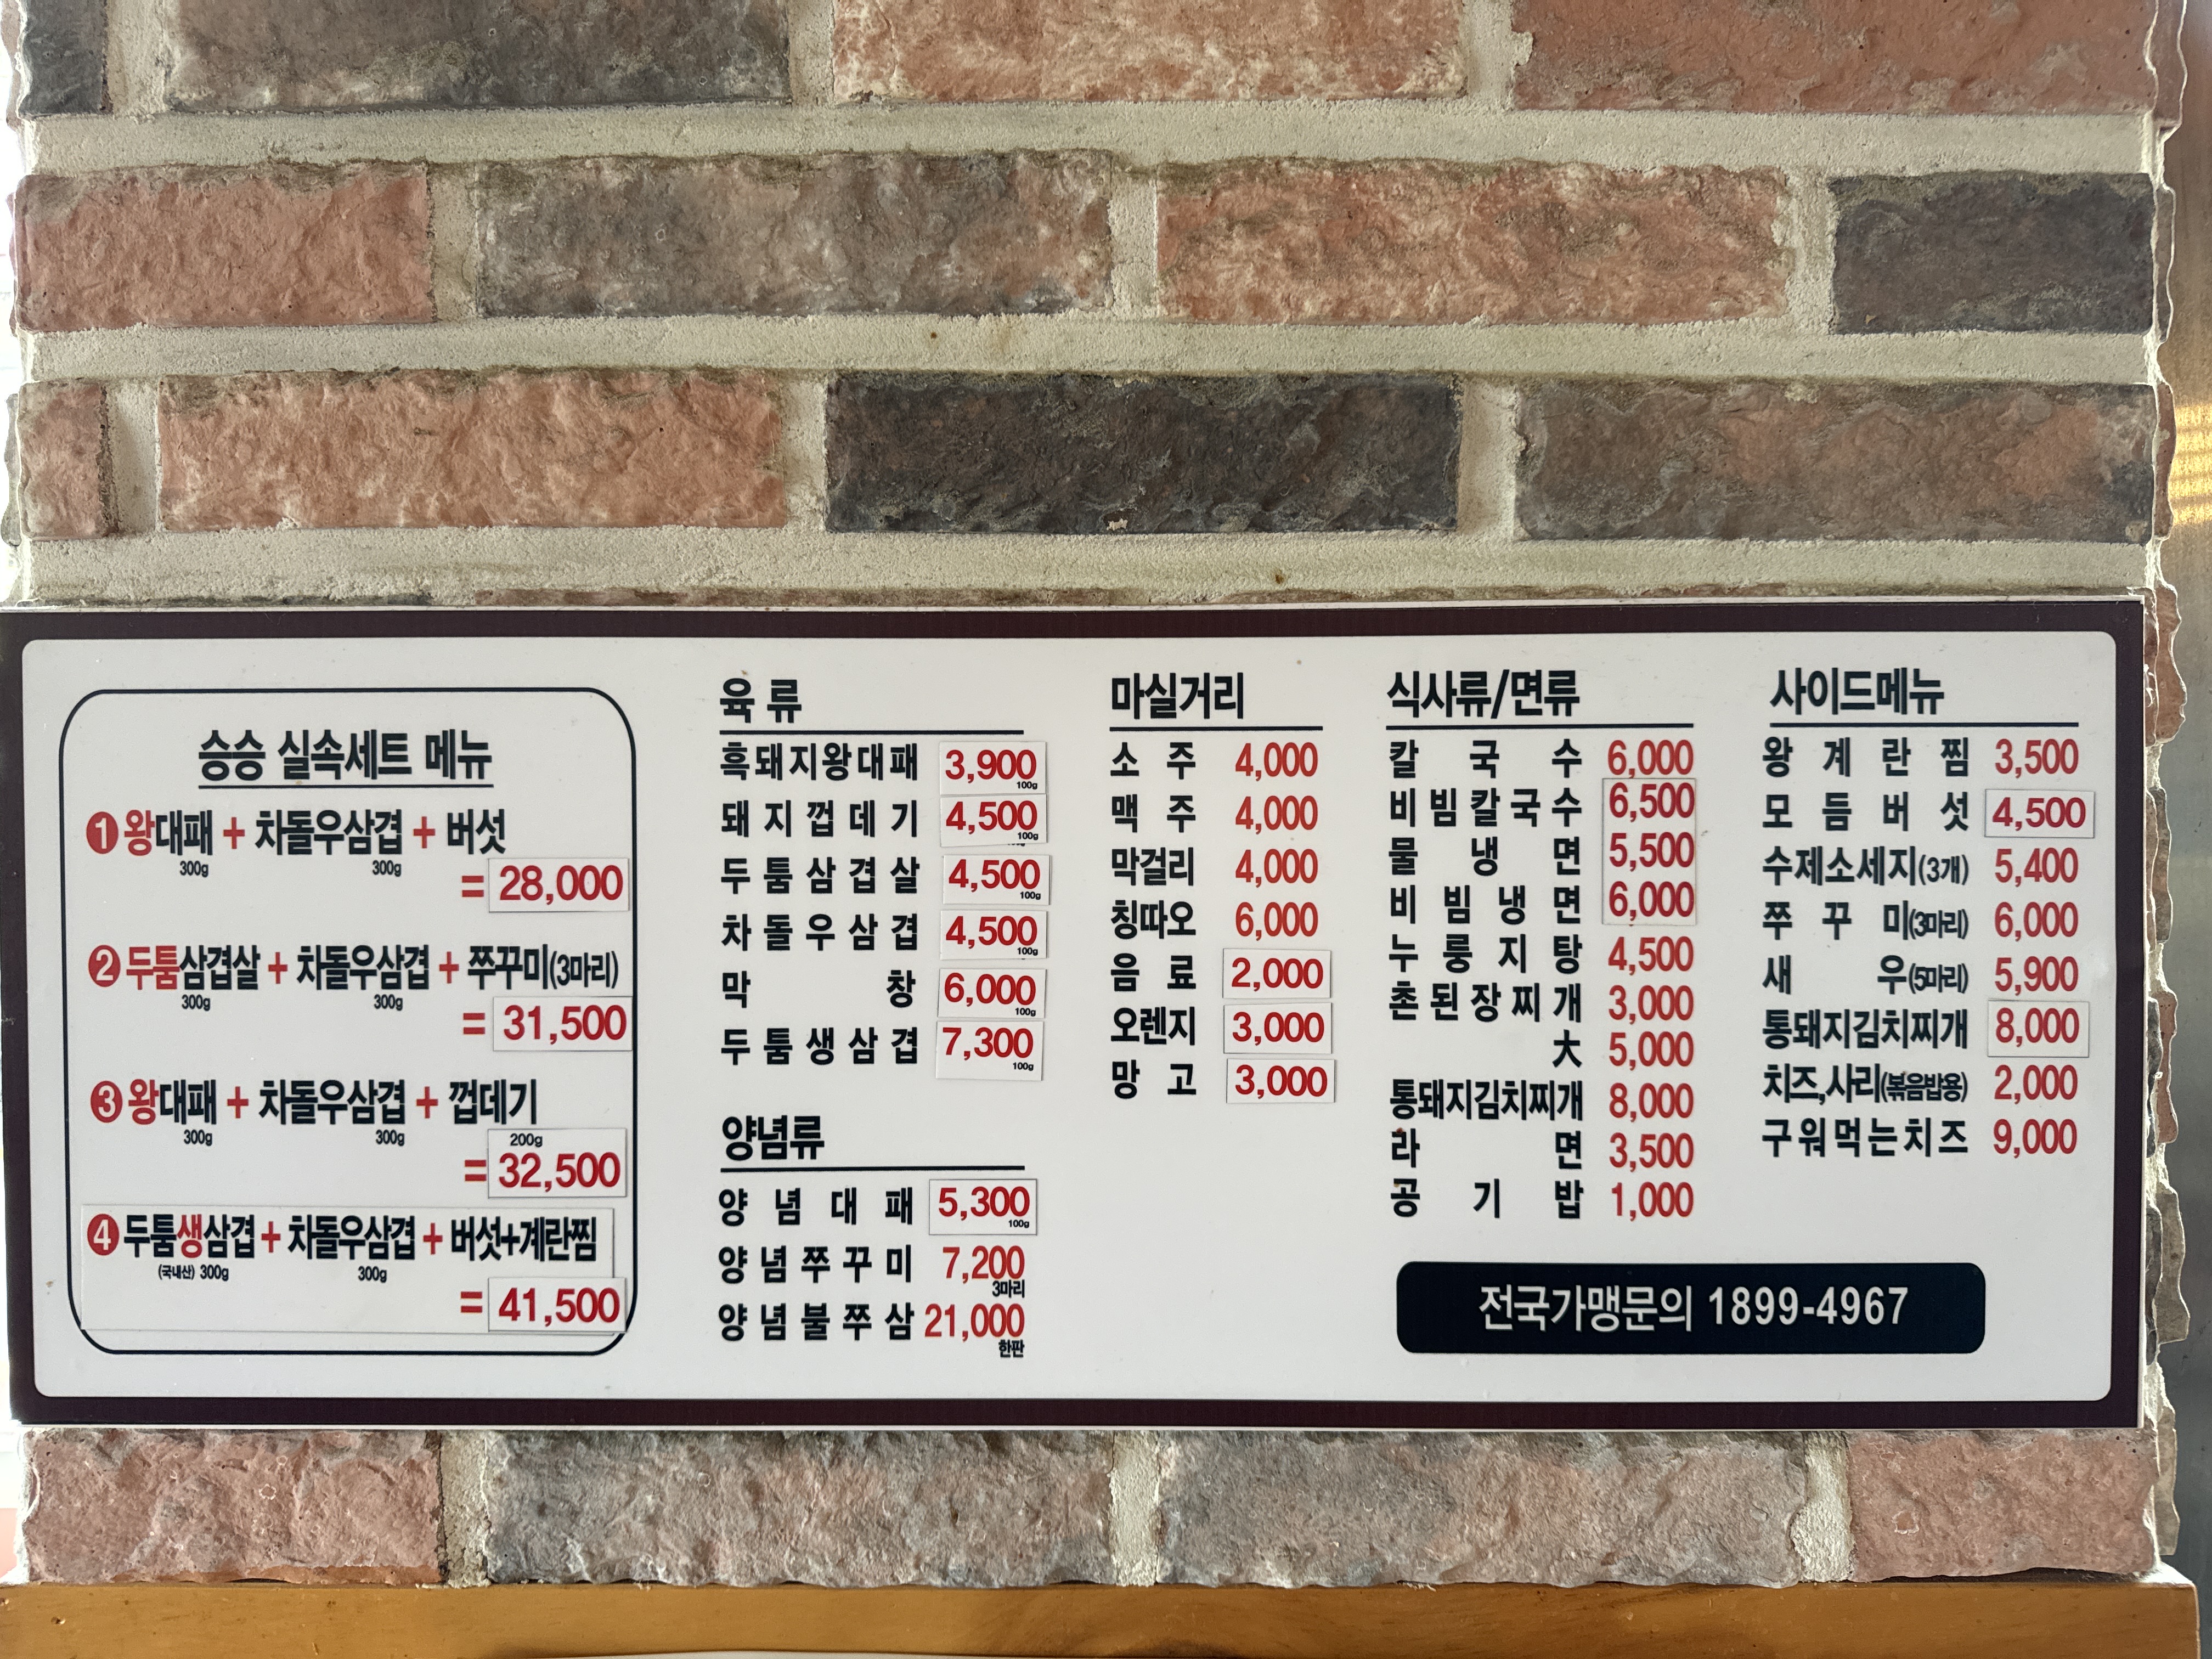 승승 실속세트 메뉴
❶ 왕대패 + 차돌우삼겹 + 버섯
300g 300g
= 28,000
❷ 두툼삼겹살 + 차돌우삼겹 + 쭈꾸미(3마리)
300g 300g
= 31,500
❸ 왕대패 + 차돌우삼겹 + 껍데기
300g 300g 200g
= 32,500
❹ 두툼생삼겹 + 차돌우삼겹 + 버섯+계란찜
(국내산) 300g 300g
= 41,500
육류
흑돼지왕대패 3,900
100g
돼지껍데기 4,500
100g
두툼삼겹살 4,500
100g
차돌우삼겹 4,500
100g
막창 6,000
100g
두툼생삼겹 7,300
100g
양념류
양념대패 5,300
100g
양념쭈꾸미 7,200
3마리
양념불쭈삼 21,000
한판
마실거리
소주 4,000
맥주 4,000
막걸리 4,000
칭따오 6,000
음료 2,000
오렌지 3,000
망고 3,000
식사류/면류
칼국수 6,000
비빔칼국수 6,500
물냉면 5,500
비빔냉면 6,000
누룽지탕 4,500
촌된장찌개 3,000
大 5,000
통돼지김치찌개 8,000
라면 3,500
공기밥 1,000
사이드메뉴
왕계란찜 3,500
모듬버섯 4,500
수제소세지(3개) 5,400
쭈꾸미(3마리) 6,000
새우(5마리) 5,900
통돼지김치찌개 8,000
치즈,사리(볶음밥용) 2,000
구워먹는치즈 9,000
전국가맹문의 1899-4967